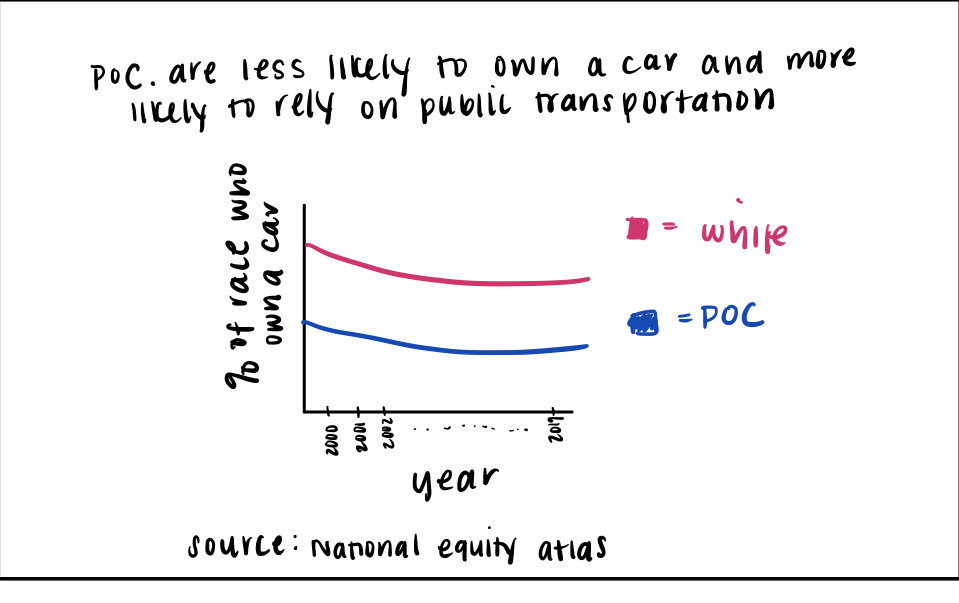 POC. are less likely to own a car and more
likely to rely on public transportation
% of race who
own a car
= white
= POC
2000
2001
2002
2019
year
source: National equity atlas